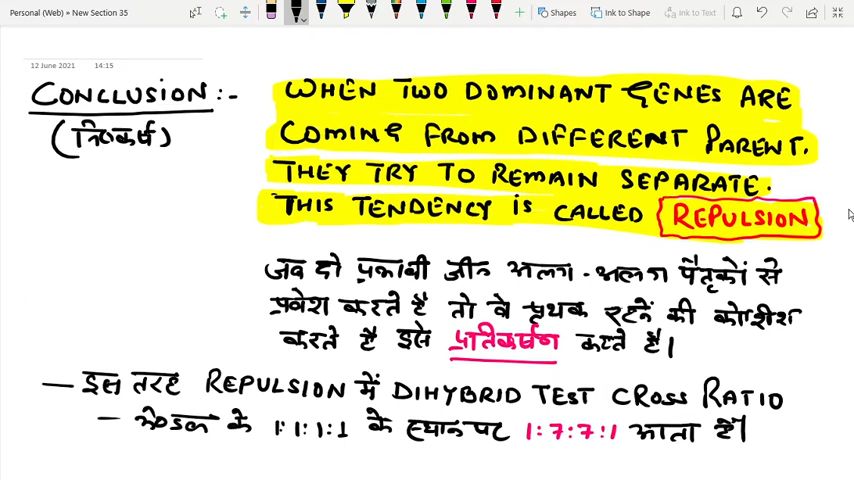 Personal (Web) » New Section 35
Shapes
Ink to Shape
Ink to Text
12 June 2021 14:15
CONCLUSION :-
(निष्कर्ष)
WHEN TWO DOMINANT GENES ARE
COMING FROM DIFFERENT PARENT.
THEY TRY TO REMAIN SEPARATE.
THIS TENDENCY IS CALLED REPULSION
जब दो प्रभावी जीन अलग-अलग पैतृकों से
प्रवेश करते है तो वे पृथक रहनें की कोशीश
करते है इसे प्रतिकर्षण कहते है।
— इस तरह REPULSION में DIHYBRID TEST CROSS RATIO
– मेण्डल के 1:1:1:1 के स्थान पर 1:7:7:1 आता है।